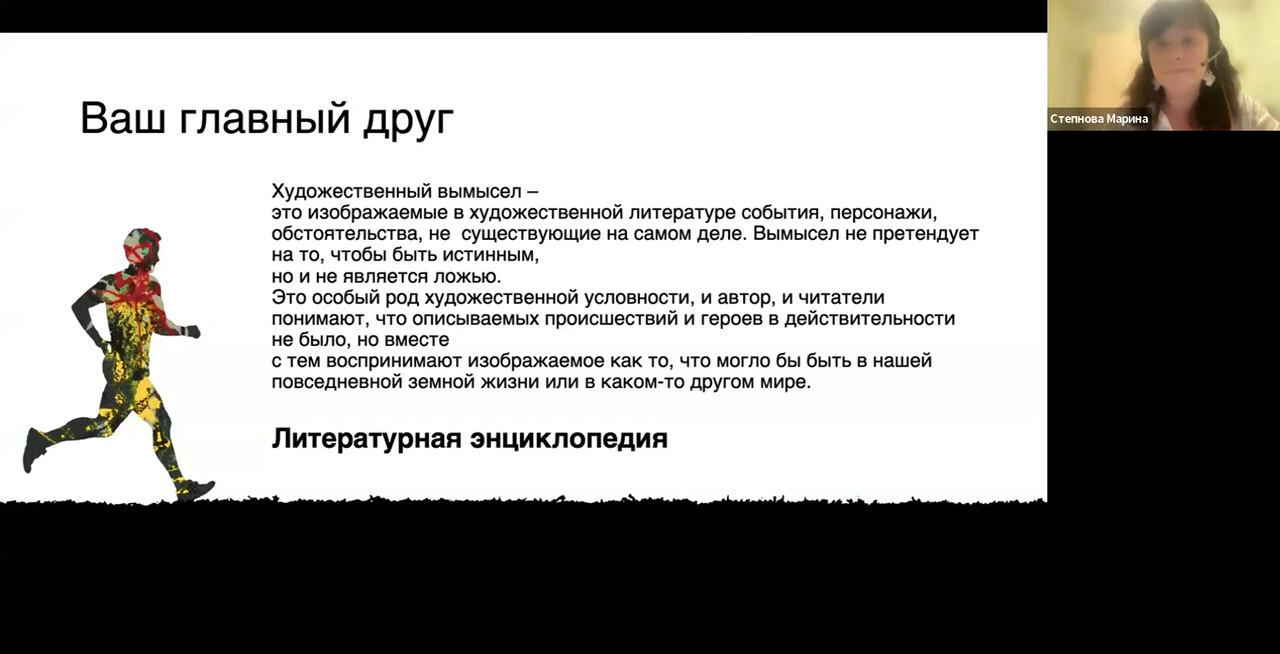 Ваш главный друг
Художественный вымысел –
это изображаемые в художественной литературе события, персонажи,
обстоятельства, не  существующие на самом деле. Вымысел не претендует
на то, чтобы быть истинным,
но и не является ложью.
Это особый род художественной условности, и автор, и читатели
понимают, что описываемых происшествий и героев в действительности
не было, но вместе
с тем воспринимают изображаемое как то, что могло бы быть в нашей
повседневной земной жизни или в каком-то другом мире.
Литературная энциклопедия
Степнова Марина